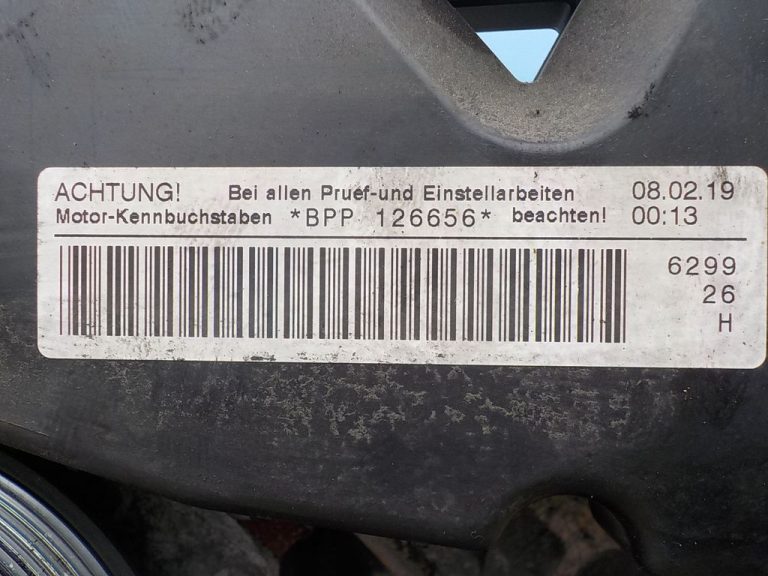 ACHTUNG! Bei allen Pruef-und Einstellarbeiten 08.02.19
Motor-Kennbuchstaben *BPP 126656* beachten! 00:13
6299
26
H